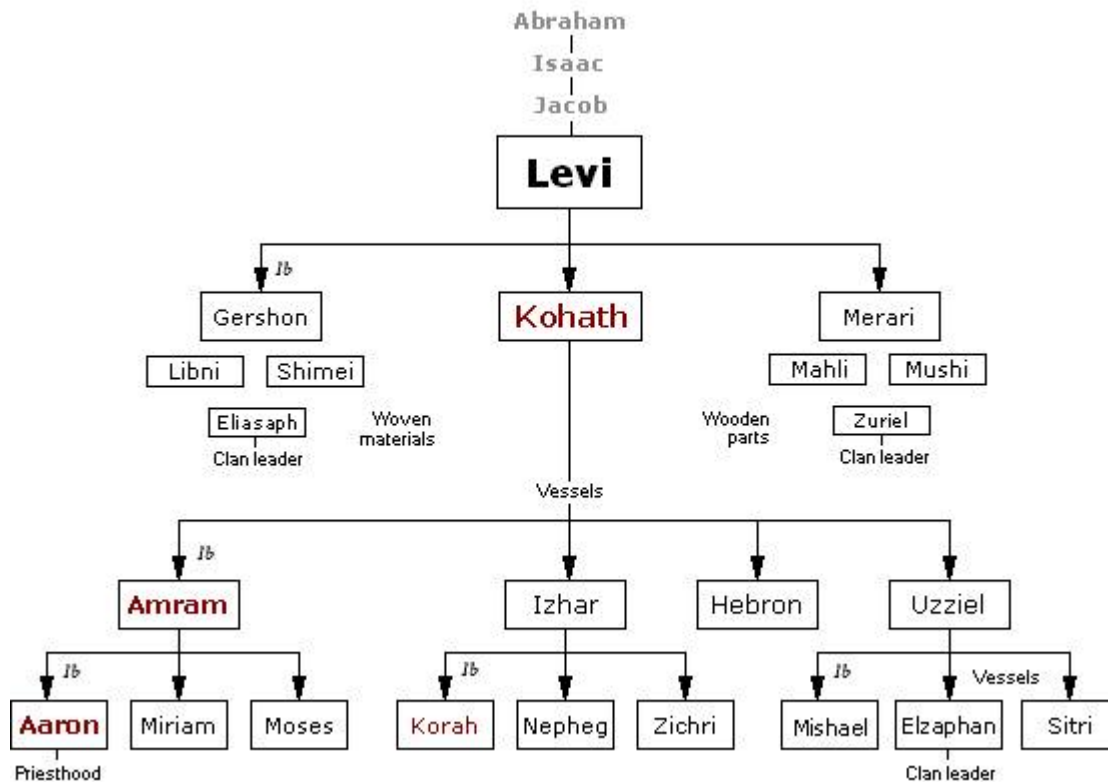 Abraham
Isaac
Jacob
Levi
Ib
Gershon
Kohath
Merari
Libni
Shimei
Mahli
Mushi
Eliasaph
Woven
materials
Wooden
parts
Zuriel
Clan leader
Clan leader
Vessels
Ib
Amram
Izhar
Hebron
Uzziel
Ib
Ib
Ib
Vessels
Aaron
Miriam
Moses
Korah
Nepheg
Zichri
Mishael
Elzaphan
Sitri
Priesthood
Clan leader